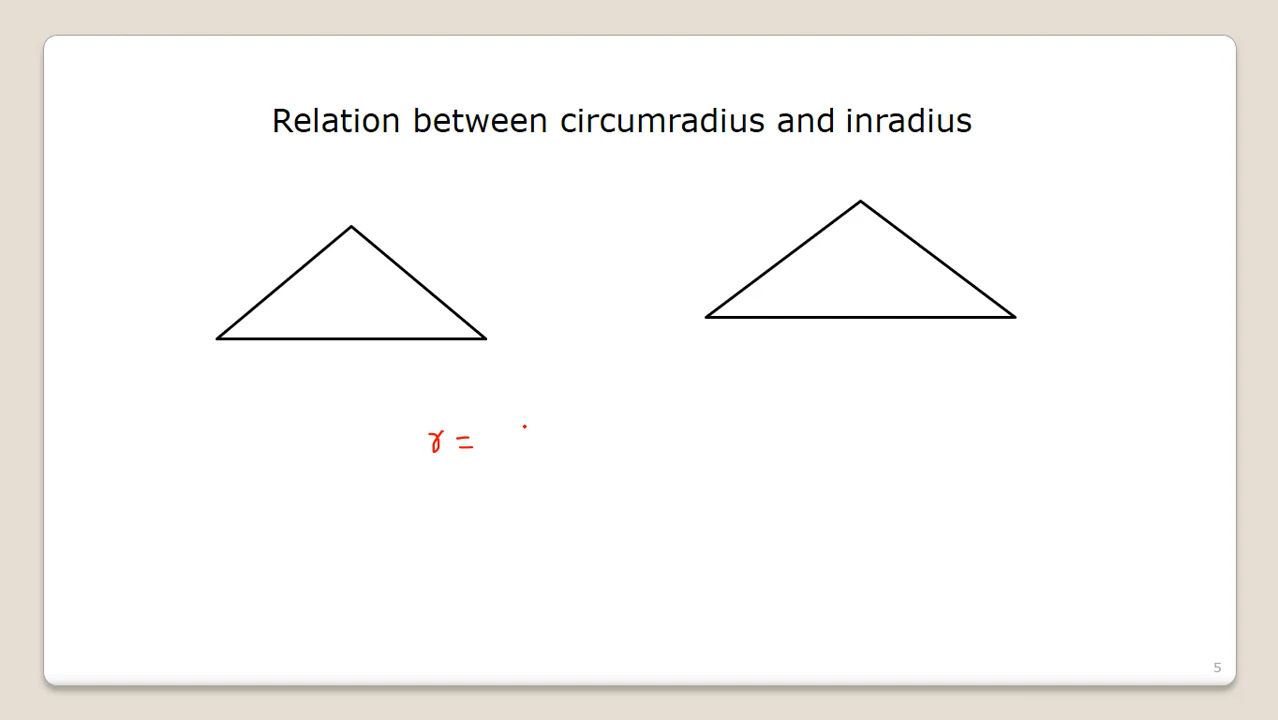 Relation between circumradius and inradius
r =
5